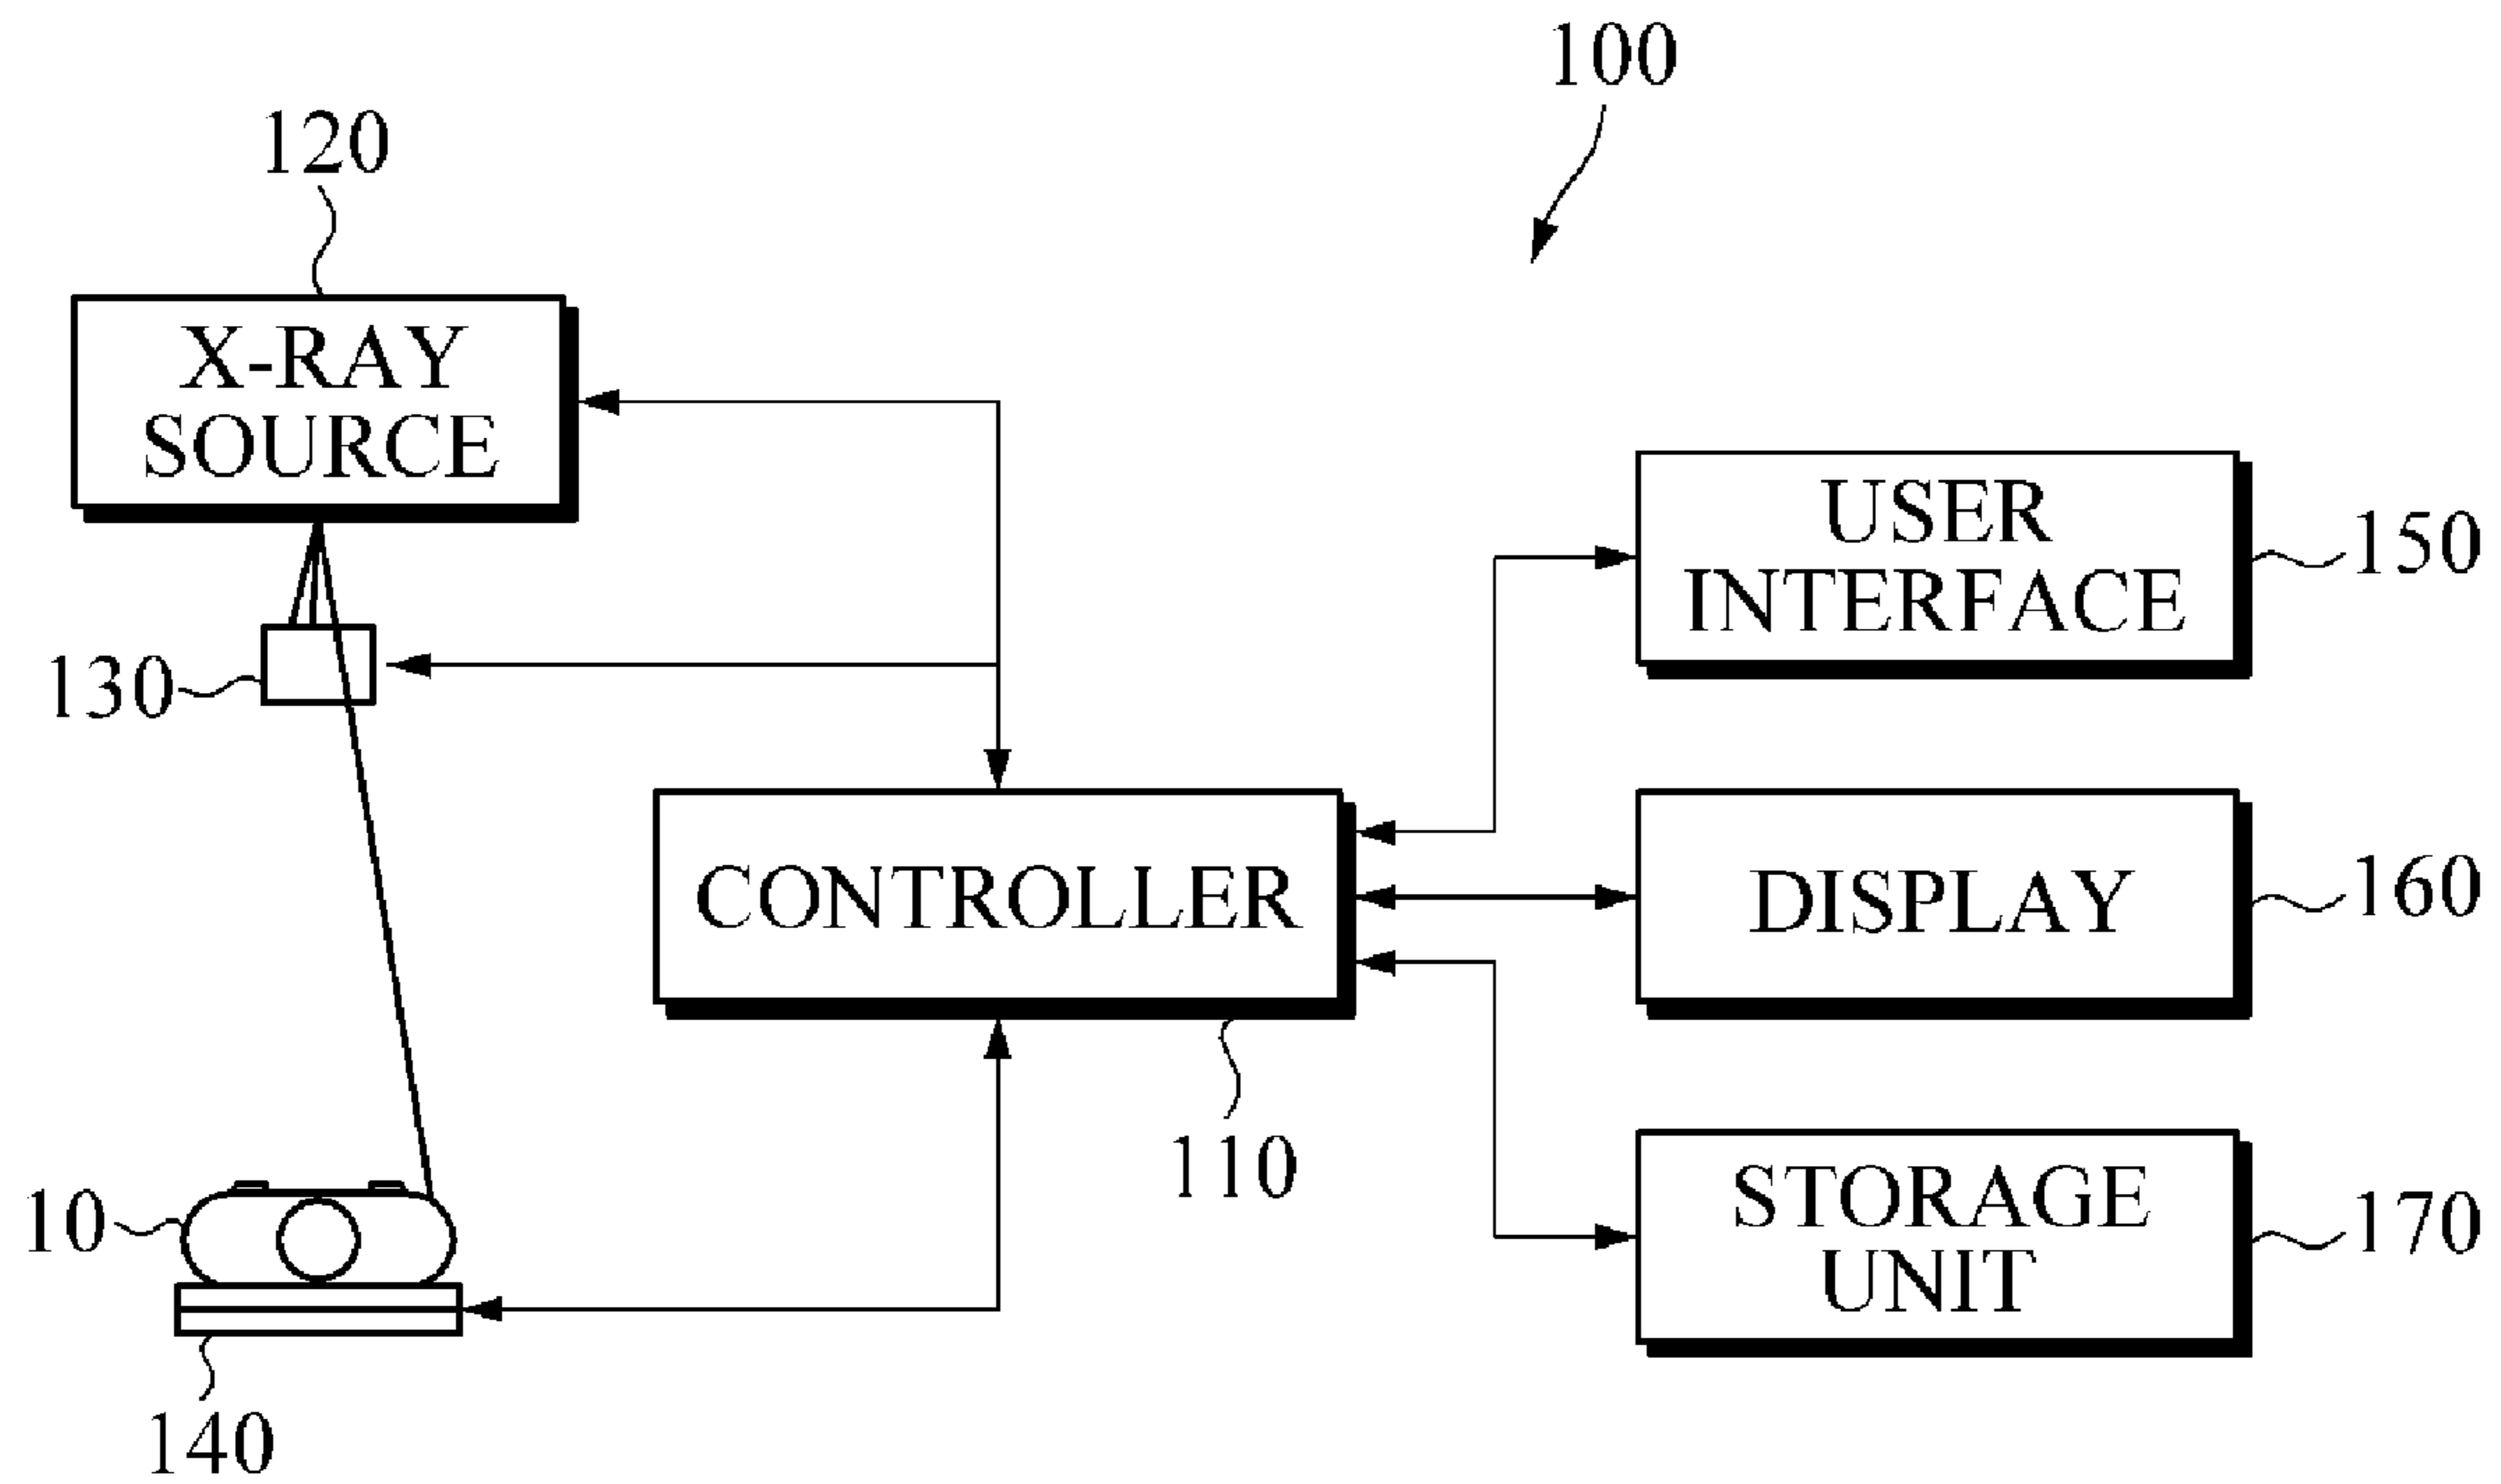 100
120
X-RAY
SOURCE
USER
INTERFACE
150
130
CONTROLLER
DISPLAY
160
110
10
STORAGE
UNIT
170
140